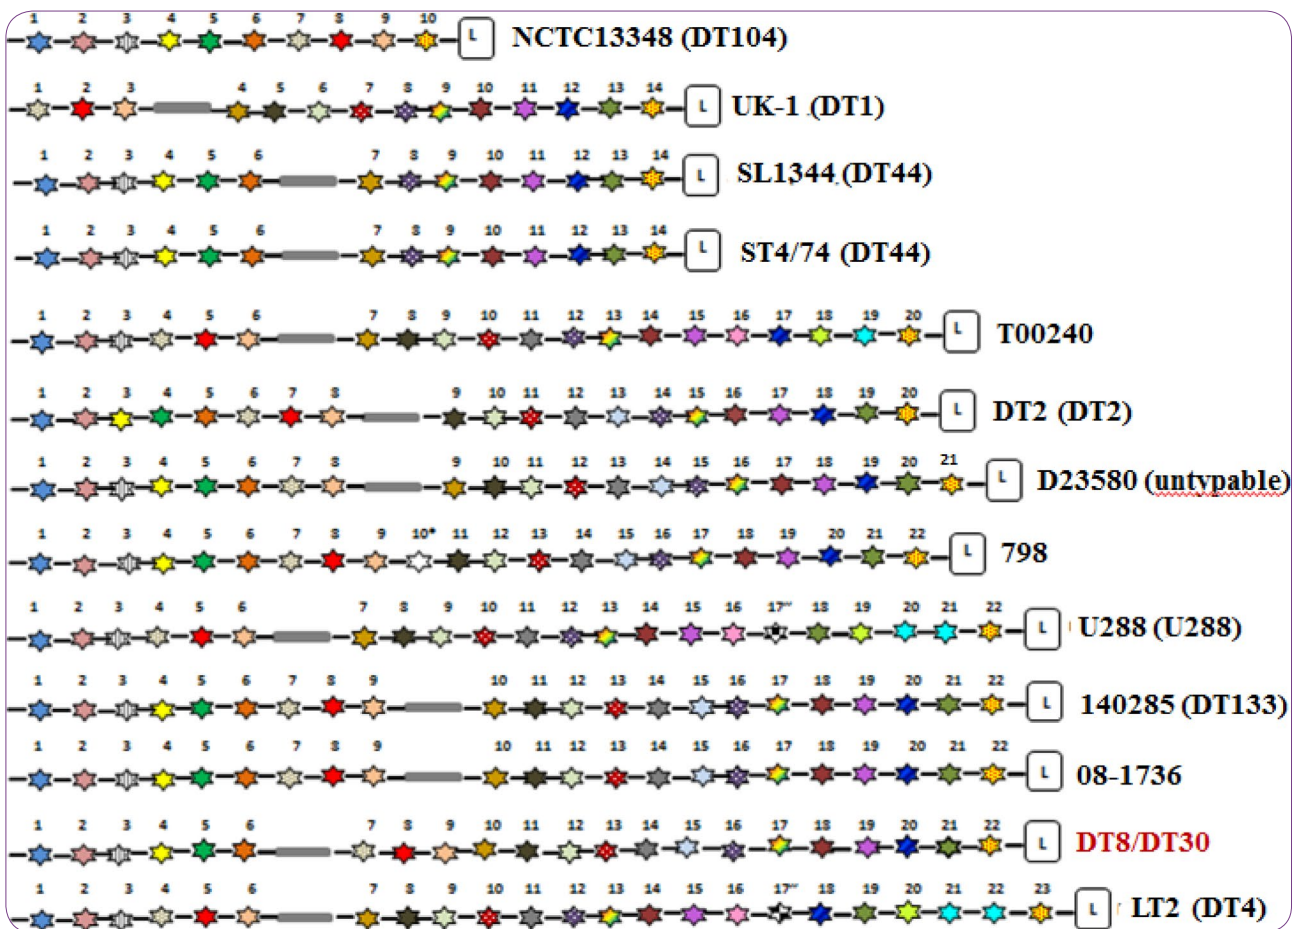 1 2 3 4 5 6 7 8 9 10 L NCTC13348 (DT104)
1 2 3 4 5 6 7 8 9 10 11 12 13 14 L UK-1 (DT1)
1 2 3 4 5 6 7 8 9 10 11 12 13 14 L SL1344 (DT44)
1 2 3 4 5 6 7 8 9 10 11 12 13 14 L ST4/74 (DT44)
1 2 3 4 5 6 7 8 9 10 11 12 13 14 15 16 17 18 19 20 L T00240
1 2 3 4 5 6 7 8 9 10 11 12 13 14 15 16 17 18 19 20 L DT2 (DT2)
1 2 3 4 5 6 7 8 9 10 11 12 13 14 15 16 17 18 19 20 21 L D23580 (untypable)
1 2 3 4 5 6 7 8 9 10* 11 12 13 14 15 16 17 18 19 20 21 22 L 798
1 2 3 4 5 6 7 8 9 10 11 12 13 14 15 16 17" 18 19 20 21 22 L U288 (U288)
1 2 3 4 5 6 7 8 9 10 11 12 13 14 15 16 17 18 19 20 21 22 L 140285 (DT133)
1 2 3 4 5 6 7 8 9 10 11 12 13 14 15 16 17 18 19 20 21 22 L 08-1736
1 2 3 4 5 6 7 8 9 10 11 12 13 14 15 16 17 18 19 20 21 22 L DT8/DT30
1 2 3 4 5 6 7 8 9 10 11 12 13 14 15 16 17" 18 19 20 21 22 23 L LT2 (DT4)